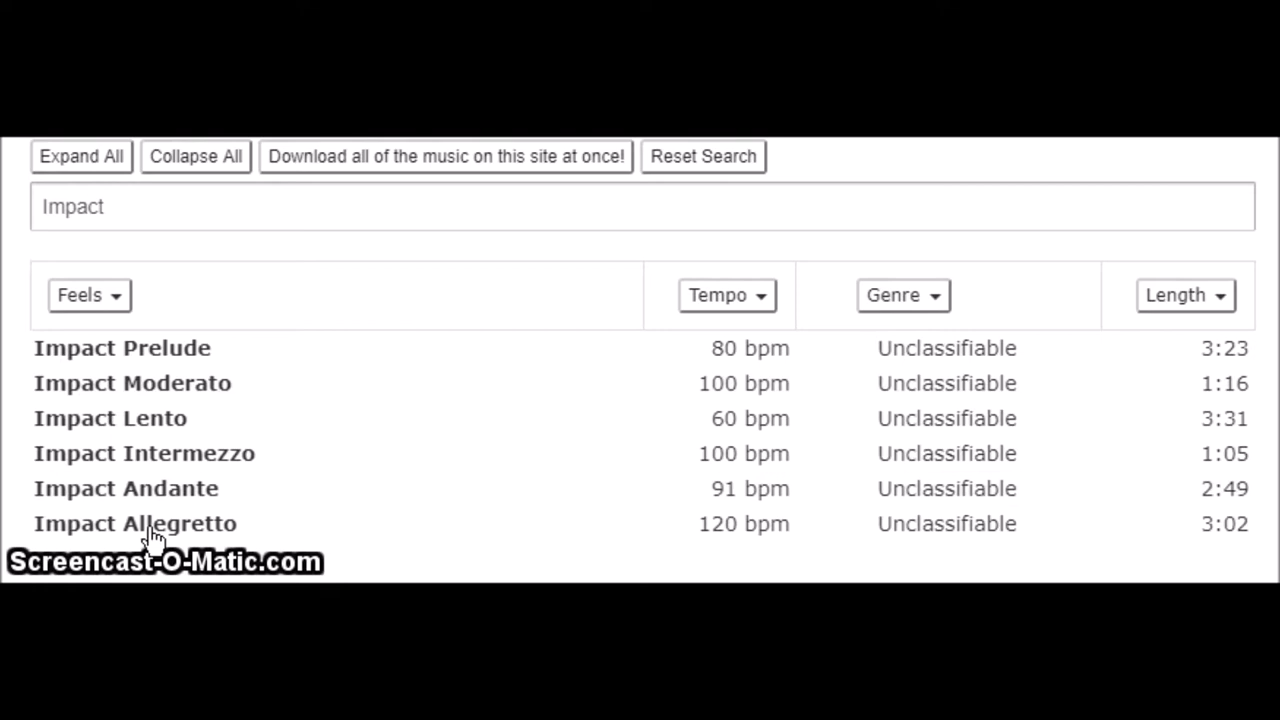 Expand All Collapse All Download all of the music on this site at once! Reset Search
Impact
Feels Tempo Genre Length
Impact Prelude 80 bpm Unclassifiable 3:23
Impact Moderato 100 bpm Unclassifiable 1:16
Impact Lento 60 bpm Unclassifiable 3:31
Impact Intermezzo 100 bpm Unclassifiable 1:05
Impact Andante 91 bpm Unclassifiable 2:49
Impact Allegretto 120 bpm Unclassifiable 3:02
Screencast-O-Matic.com